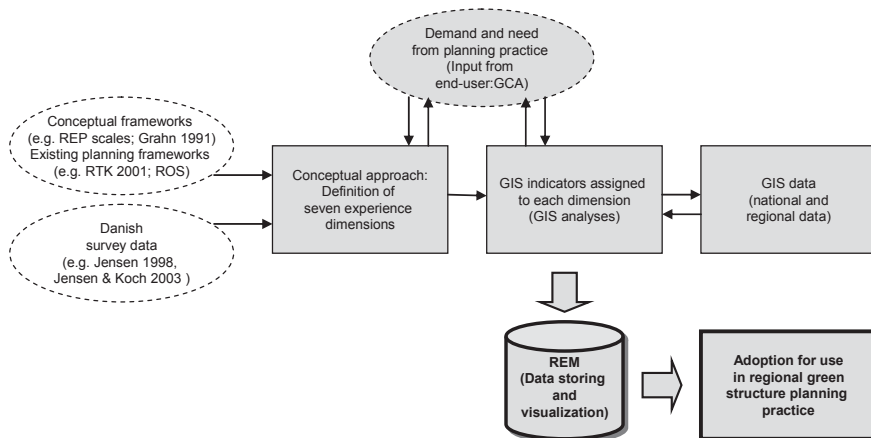 Demand and need
from planning practice
(Input from
end-user:GCA)
Conceptual frameworks
(e.g. REP scales; Grahn 1991)
Existing planning frameworks
(e.g. RTK 2001; ROS)
Conceptual approach:
Definition of
seven experience
dimensions
GIS indicators assigned
to each dimension
(GIS analyses)
GIS data
(national and
regional data)
Danish
survey data
(e.g. Jensen 1998,
Jensen & Koch 2003 )
REM
(Data storing
and
visualization)
Adoption for use
in regional green
structure planning
practice